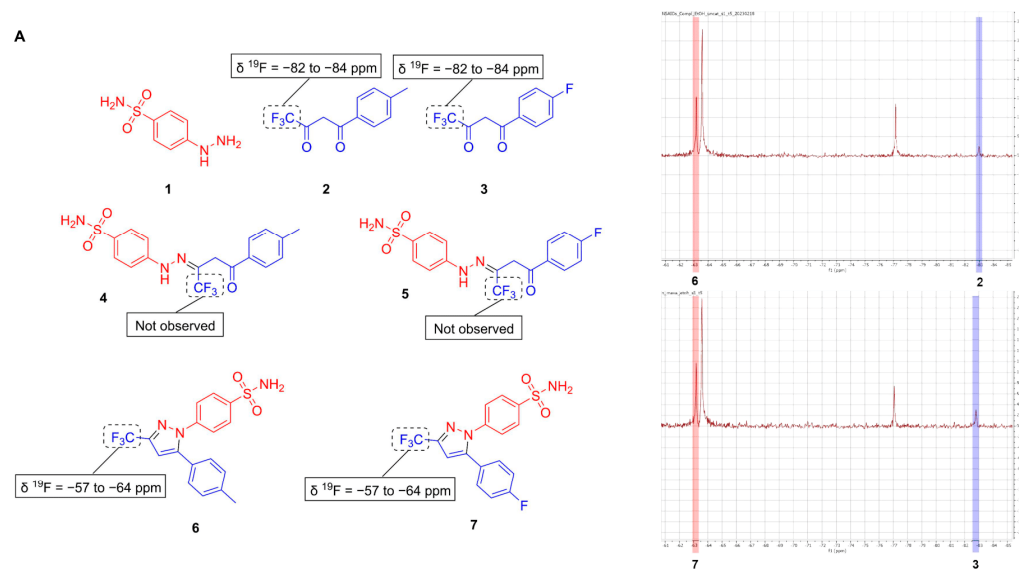 A
δ ¹⁹F = −82 to −84 ppm
δ ¹⁹F = −82 to −84 ppm
H₂N
O
S
O
N
H
NH₂
F₃C
O
O
F₃C
O
O
F
1
2
3
H₂N
O
S
O
N
H
N
CF₃
O
H₂N
O
S
O
N
H
N
CF₃
O
F
4
5
Not observed
Not observed
O
S
NH₂
O
F₃C
N
N
O
S
NH₂
O
F₃C
N
N
F
δ ¹⁹F = −57 to −64 ppm
δ ¹⁹F = −57 to −64 ppm
6
7
f1 [ppm]
6
2
f1 [ppm]
7
3